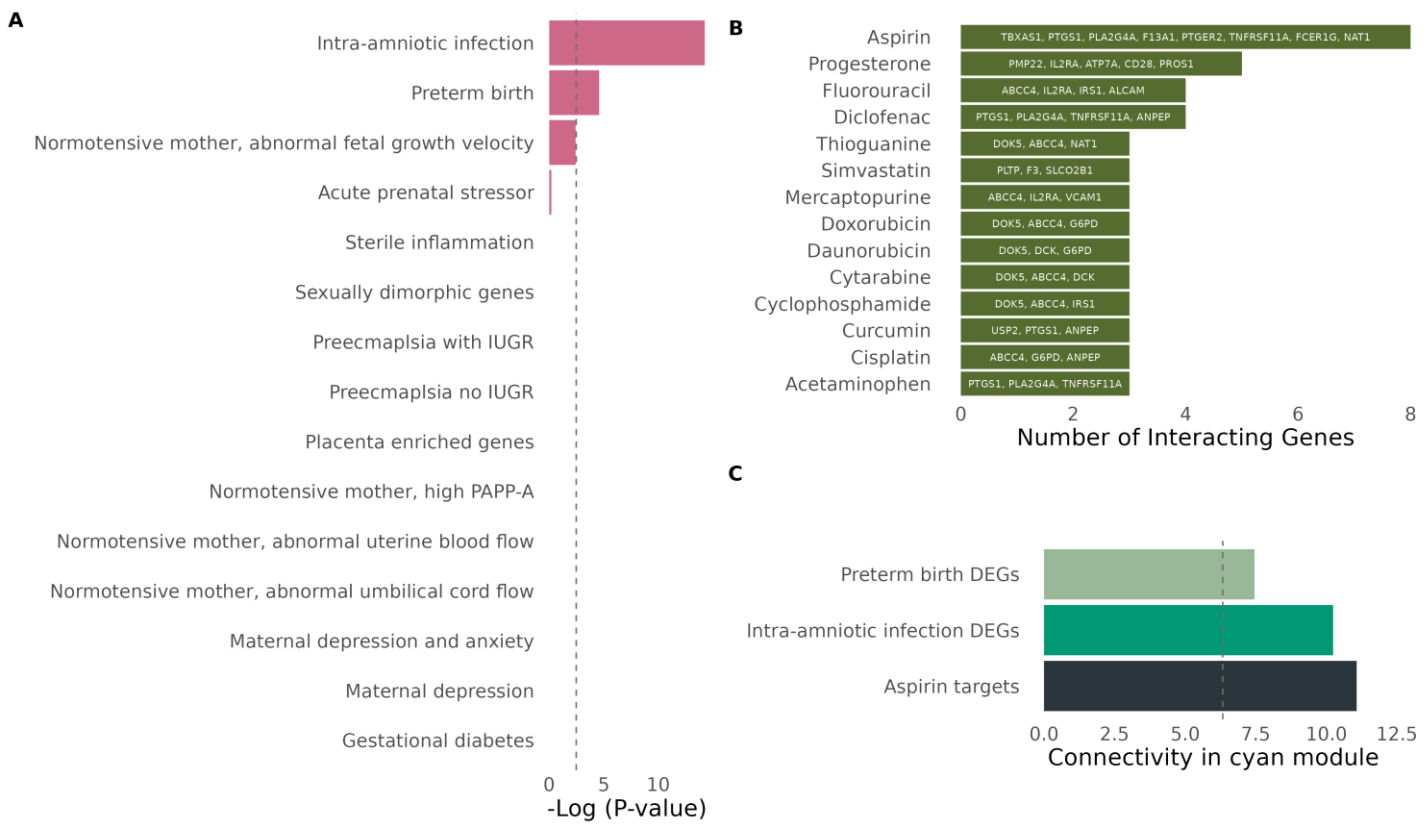 A
Intra-amniotic infection
Preterm birth
Normotensive mother, abnormal fetal growth velocity
Acute prenatal stressor
Sterile inflammation
Sexually dimorphic genes
Preecmaplsia with IUGR
Preecmaplsia no IUGR
Placenta enriched genes
Normotensive mother, high PAPP-A
Normotensive mother, abnormal uterine blood flow
Normotensive mother, abnormal umbilical cord flow
Maternal depression and anxiety
Maternal depression
Gestational diabetes
0 5 10
-Log (P-value)
B
Aspirin TBXAS1, PTGS1, PLA2G4A, F13A1, PTGER2, TNFRSF11A, FCER1G, NAT1
Progesterone PMP22, IL2RA, ATP7A, CD28, PROS1
Fluorouracil ABCC4, IL2RA, IRS1, ALCAM
Diclofenac PTGS1, PLA2G4A, TNFRSF11A, ANPEP
Thioguanine DOK5, ABCC4, NAT1
Simvastatin PLTP, F3, SLCO2B1
Mercaptopurine ABCC4, IL2RA, VCAM1
Doxorubicin DOK5, ABCC4, G6PD
Daunorubicin DOK5, DCK, G6PD
Cytarabine DOK5, ABCC4, DCK
Cyclophosphamide DOK5, ABCC4, IRS1
Curcumin USP2, PTGS1, ANPEP
Cisplatin ABCC4, G6PD, ANPEP
Acetaminophen PTGS1, PLA2G4A, TNFRSF11A
0 2 4 6 8
Number of Interacting Genes
C
Preterm birth DEGs
Intra-amniotic infection DEGs
Aspirin targets
0.0 2.5 5.0 7.5 10.0 12.5
Connectivity in cyan module